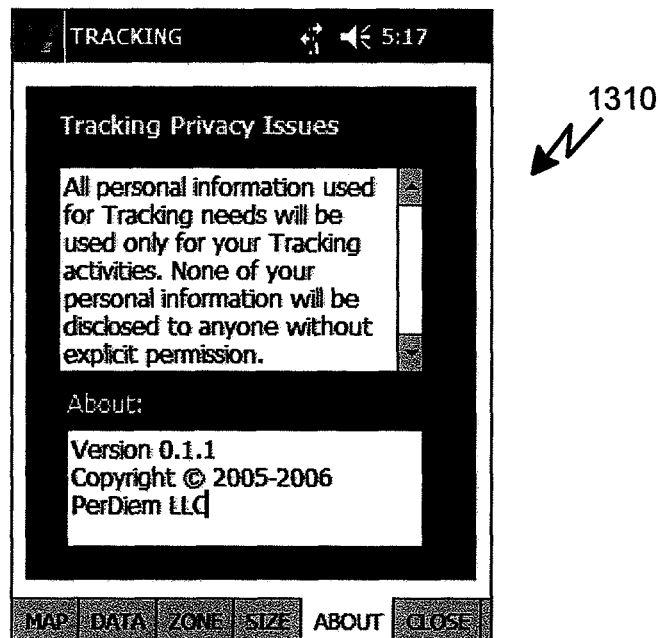 TRACKING 5:17
1310
Tracking Privacy Issues
All personal information used
for Tracking needs will be
used only for your Tracking
activities. None of your
personal information will be
disclosed to anyone without
explicit permission.
About:
Version 0.1.1
Copyright © 2005-2006
PerDiem LLC
MAP DATA ZONE SIZE ABOUT CLOSE